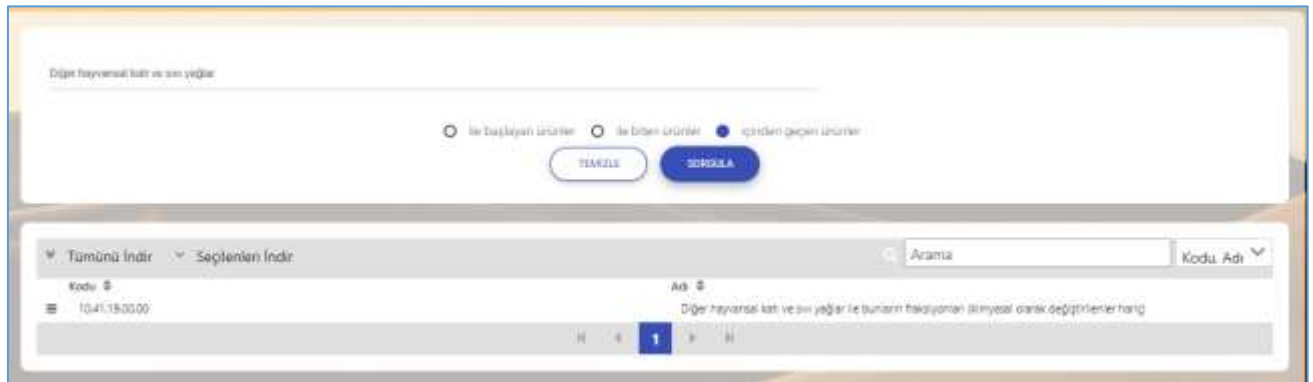 Diğer hayvansal katı ve sıvı yağlar
ile başlayan ürünler ile biten ürünler içinden geçen ürünler
TEMİZLE SORGULA
Tümünü İndir Seçilenleri İndir Arama Kodu, Adı
Kodu Adı
10.41.19.00.00 Diğer hayvansal katı ve sıvı yağlar ile bunların fraksiyonları (kimyasal olarak değiştirilenler hariç)
1